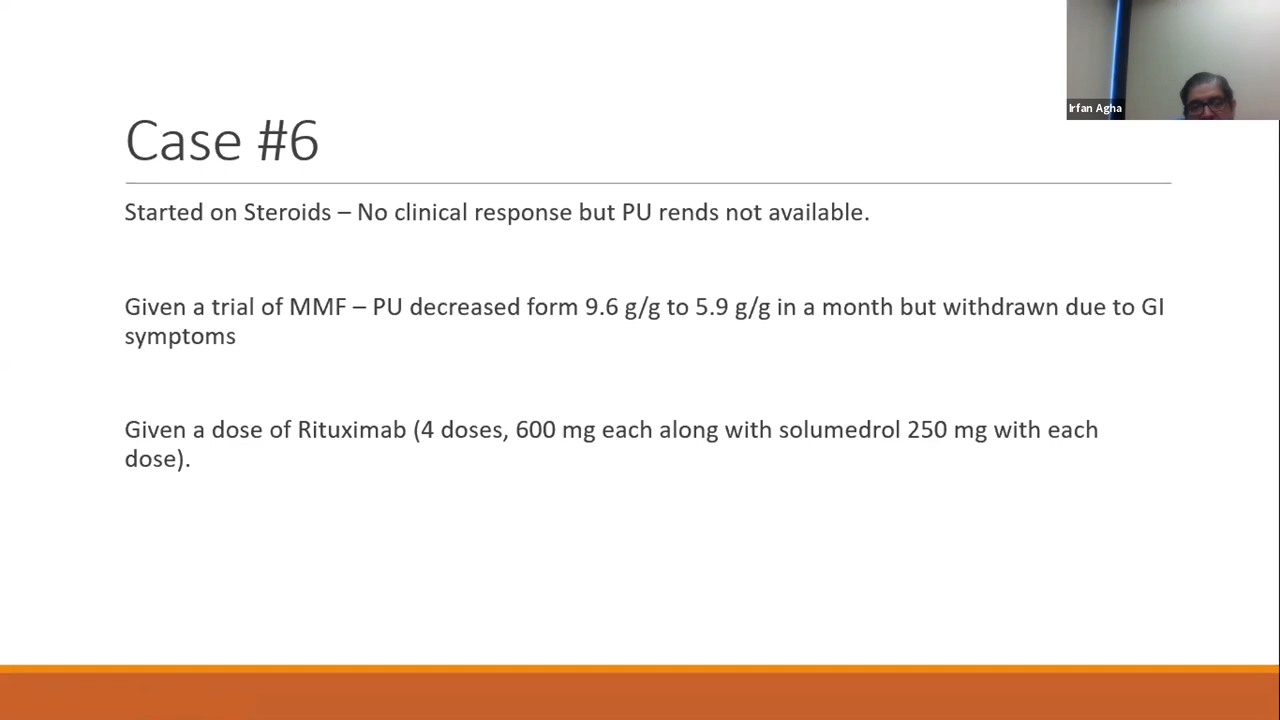 Irfan Agha
Case #6
Started on Steroids – No clinical response but PU rends not available.
Given a trial of MMF – PU decreased form 9.6 g/g to 5.9 g/g in a month but withdrawn due to GI
symptoms
Given a dose of Rituximab (4 doses, 600 mg each along with solumedrol 250 mg with each
dose).